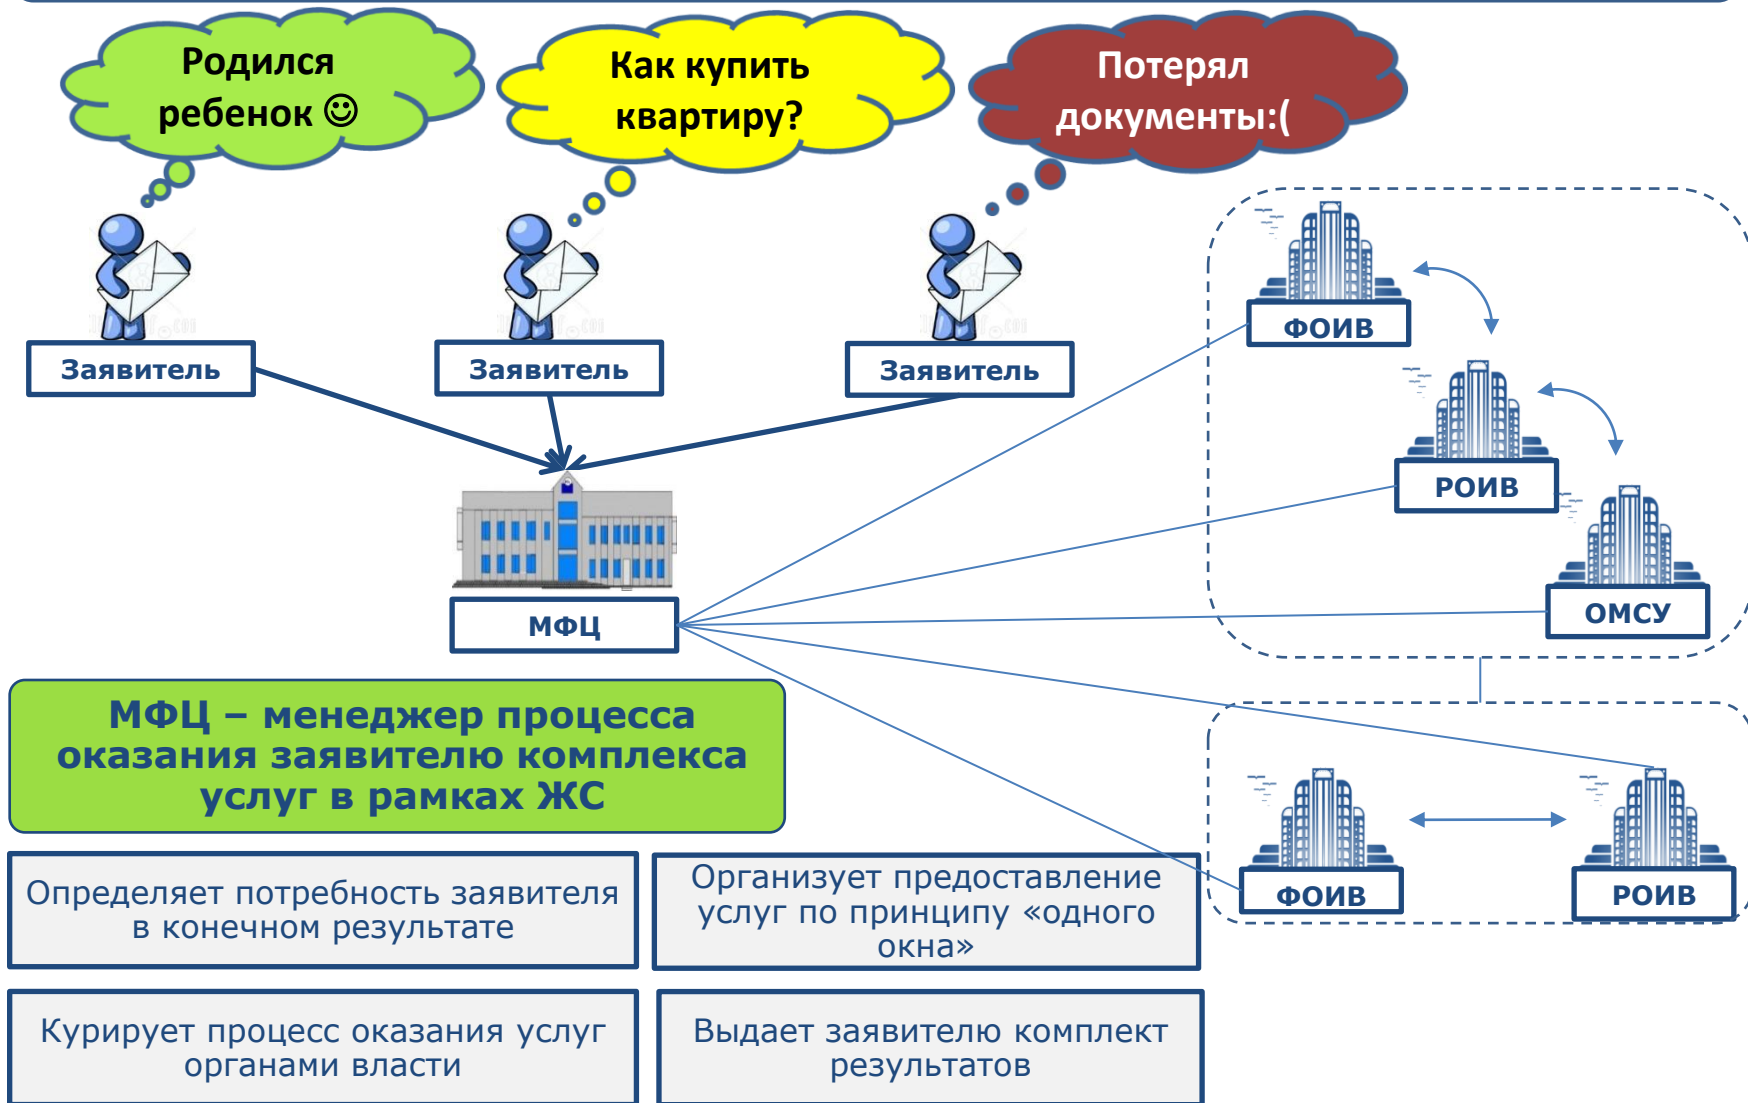 Родился
ребенок ☺
Как купить
квартиру?
Потерял
документы:(
Заявитель
Заявитель
Заявитель
ФОИВ
РОИВ
ОМСУ
МФЦ
МФЦ – менеджер процесса
оказания заявителю комплекса
услуг в рамках ЖС
ФОИВ
РОИВ
Определяет потребность заявителя
в конечном результате
Организует предоставление
услуг по принципу «одного
окна»
Курирует процесс оказания услуг
органами власти
Выдает заявителю комплект
результатов